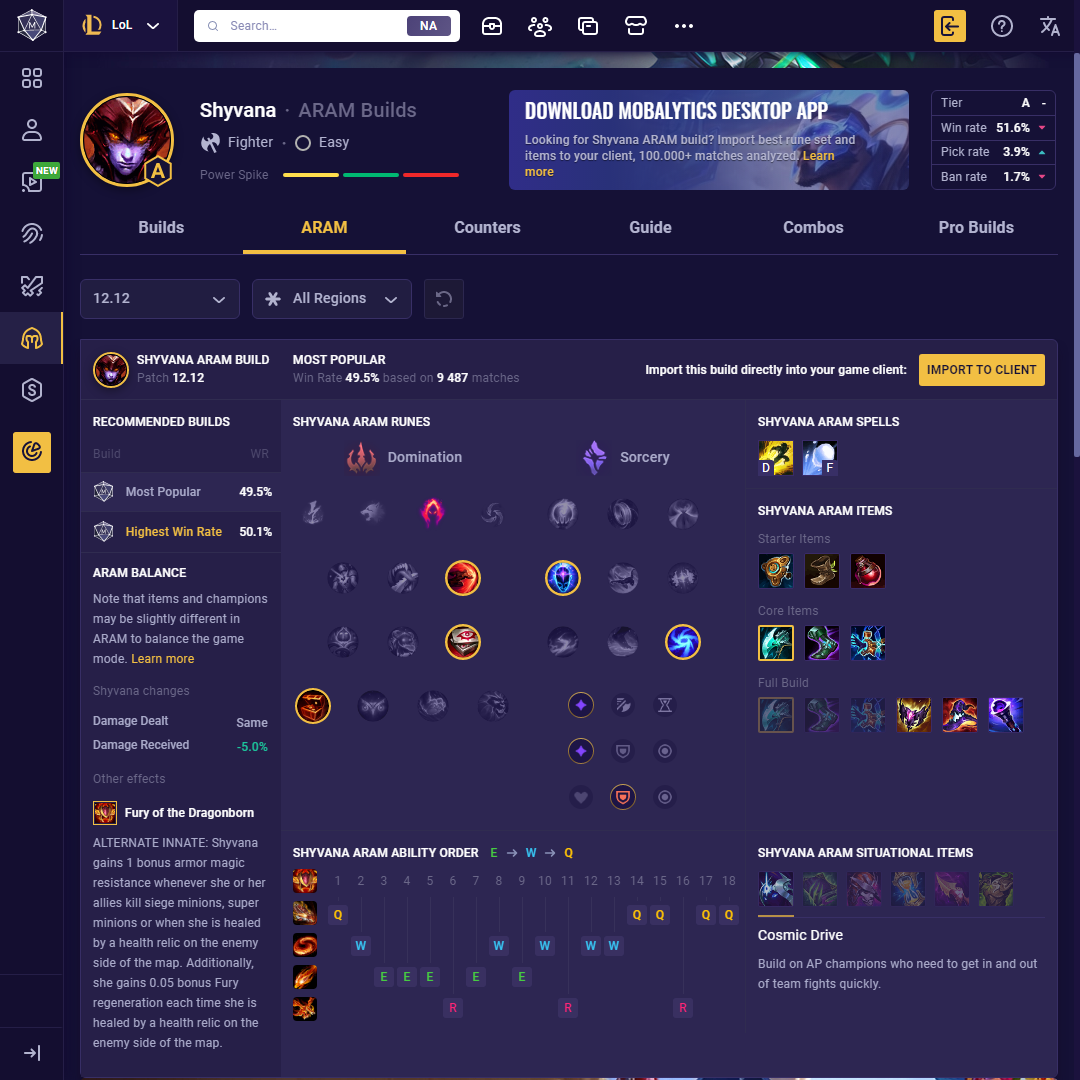 LoL
Search...
NA
NEW
Shyvana · ARAM Builds
Fighter · Easy
Power Spike
A
DOWNLOAD MOBALYTICS DESKTOP APP
Looking for Shyvana ARAM build? Import best rune set and
items to your client, 100.000+ matches analyzed. Learn
more
Tier A -
Win rate 51.6%
Pick rate 3.9%
Ban rate 1.7%
Builds
ARAM
Counters
Guide
Combos
Pro Builds
12.12
All Regions
SHYVANA ARAM BUILD
Patch 12.12
MOST POPULAR
Win Rate 49.5% based on 9 487 matches
Import this build directly into your game client:
IMPORT TO CLIENT
RECOMMENDED BUILDS
Build WR
Most Popular 49.5%
Highest Win Rate 50.1%
ARAM BALANCE
Note that items and champions
may be slightly different in
ARAM to balance the game
mode. Learn more
Shyvana changes
Damage Dealt Same
Damage Received -5.0%
Other effects
Fury of the Dragonborn
ALTERNATE INNATE: Shyvana
gains 1 bonus armor magic
resistance whenever she or her
allies kill siege minions, super
minions or when she is healed
by a health relic on the enemy
side of the map. Additionally,
she gains 0.05 bonus Fury
regeneration each time she is
healed by a health relic on the
enemy side of the map.
SHYVANA ARAM RUNES
Domination
Sorcery
SHYVANA ARAM ABILITY ORDER E → W → Q
1 2 3 4 5 6 7 8 9 10 11 12 13 14 15 16 17 18
Q Q Q Q Q
W W W W W
E E E E E
R R R
SHYVANA ARAM SPELLS
D F
SHYVANA ARAM ITEMS
Starter Items
Core Items
Full Build
SHYVANA ARAM SITUATIONAL ITEMS
Cosmic Drive
Build on AP champions who need to get in and out
of team fights quickly.